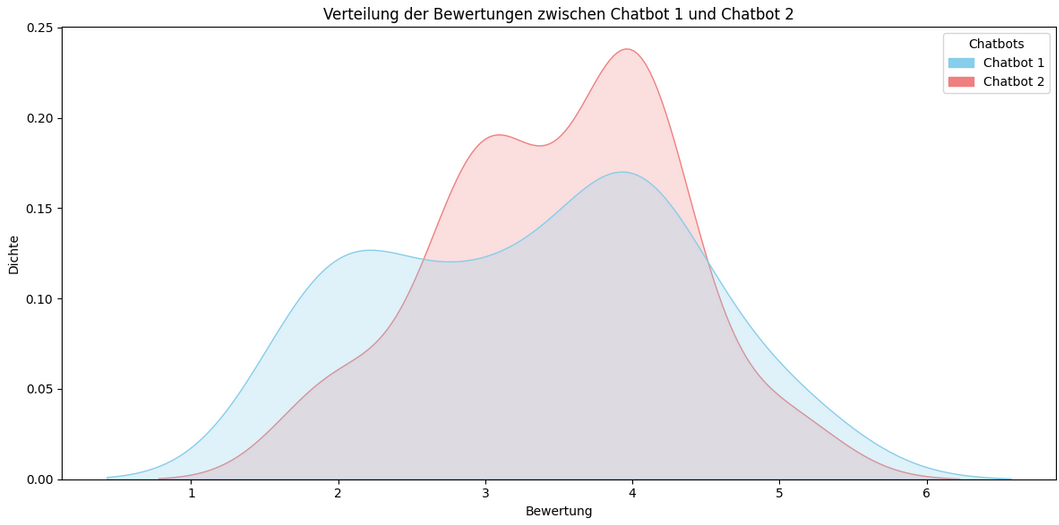 Verteilung der Bewertungen zwischen Chatbot 1 und Chatbot 2
Chatbots
Chatbot 1
Chatbot 2
Dichte
0.25
0.20
0.15
0.10
0.05
0.00
1 2 3 4 5 6
Bewertung